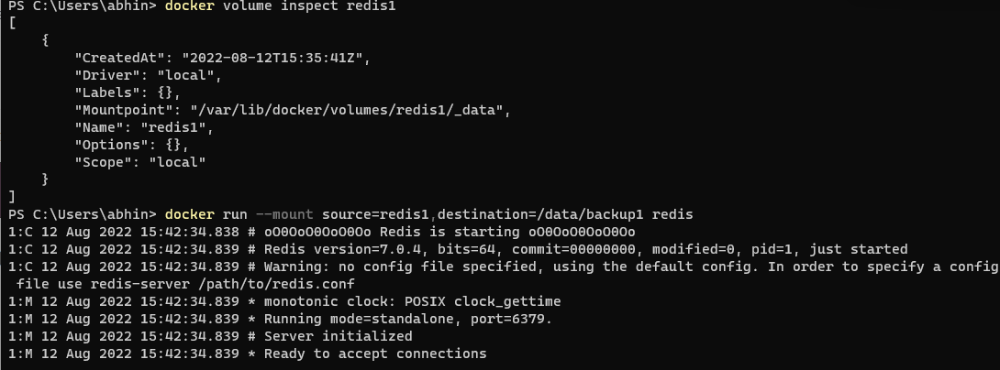 PS C:\Users\abhin> docker volume inspect redis1
[
    {
        "CreatedAt": "2022-08-12T15:35:41Z",
        "Driver": "local",
        "Labels": {},
        "Mountpoint": "/var/lib/docker/volumes/redis1/_data",
        "Name": "redis1",
        "Options": {},
        "Scope": "local"
    }
]
PS C:\Users\abhin> docker run --mount source=redis1,destination=/data/backup1 redis
1:C 12 Aug 2022 15:42:34.838 # oO0OoO0OoO0Oo Redis is starting oO0OoO0OoO0Oo
1:C 12 Aug 2022 15:42:34.839 # Redis version=7.0.4, bits=64, commit=00000000, modified=0, pid=1, just started
1:C 12 Aug 2022 15:42:34.839 # Warning: no config file specified, using the default config. In order to specify a config
 file use redis-server /path/to/redis.conf
1:M 12 Aug 2022 15:42:34.839 * monotonic clock: POSIX clock_gettime
1:M 12 Aug 2022 15:42:34.839 * Running mode=standalone, port=6379.
1:M 12 Aug 2022 15:42:34.839 # Server initialized
1:M 12 Aug 2022 15:42:34.839 * Ready to accept connections